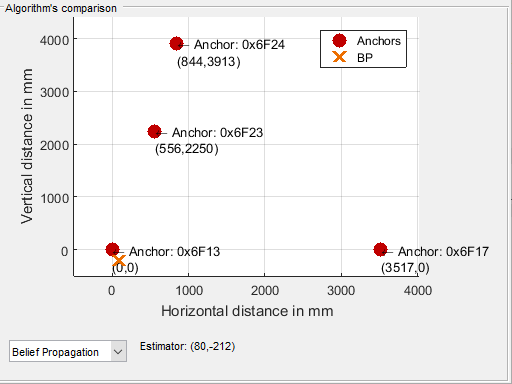 Algorithm's comparison
4000
3000
2000
1000
0
Vertical distance in mm
Anchor: 0x6F24
(844,3913)
Anchors
BP
Anchor: 0x6F23
(556,2250)
Anchor: 0x6F13
(0,0)
Anchor: 0x6F17
(3517,0)
0 1000 2000 3000 4000
Horizontal distance in mm
Belief Propagation
Estimator: (80,-212)